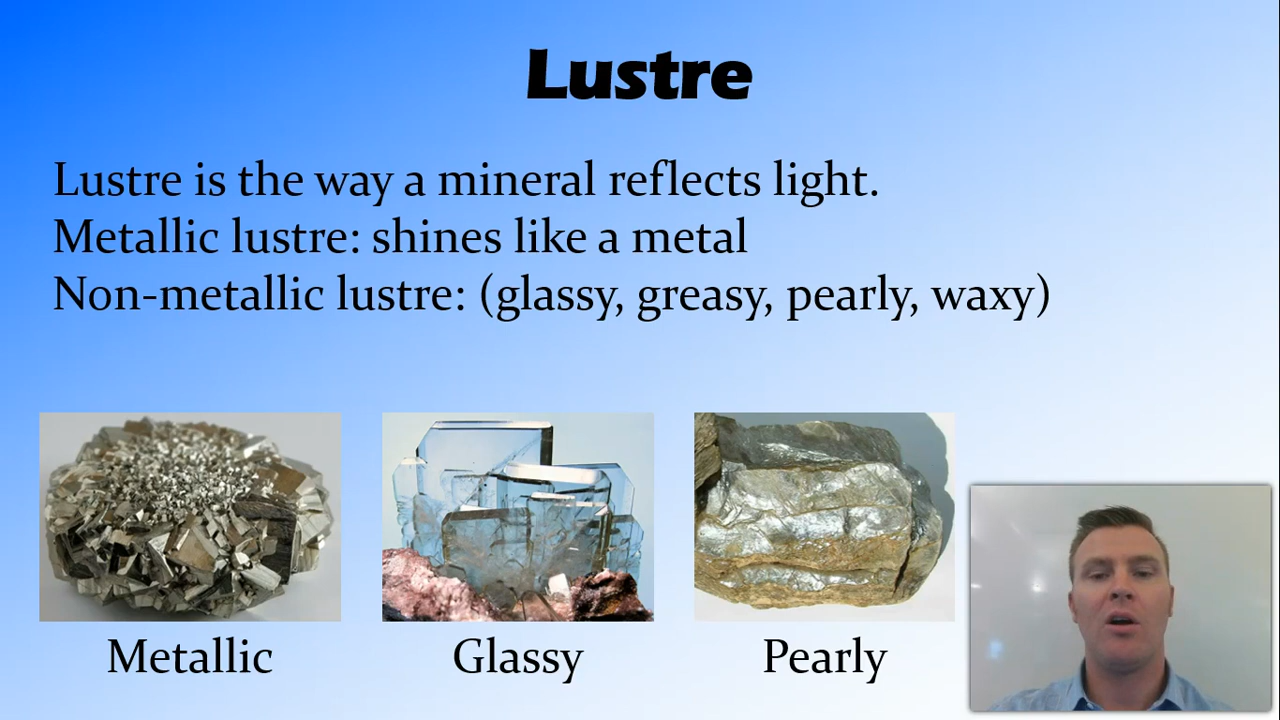 Lustre
Lustre is the way a mineral reflects light.
Metallic lustre: shines like a metal
Non-metallic lustre: (glassy, greasy, pearly, waxy)
Metallic
Glassy
Pearly